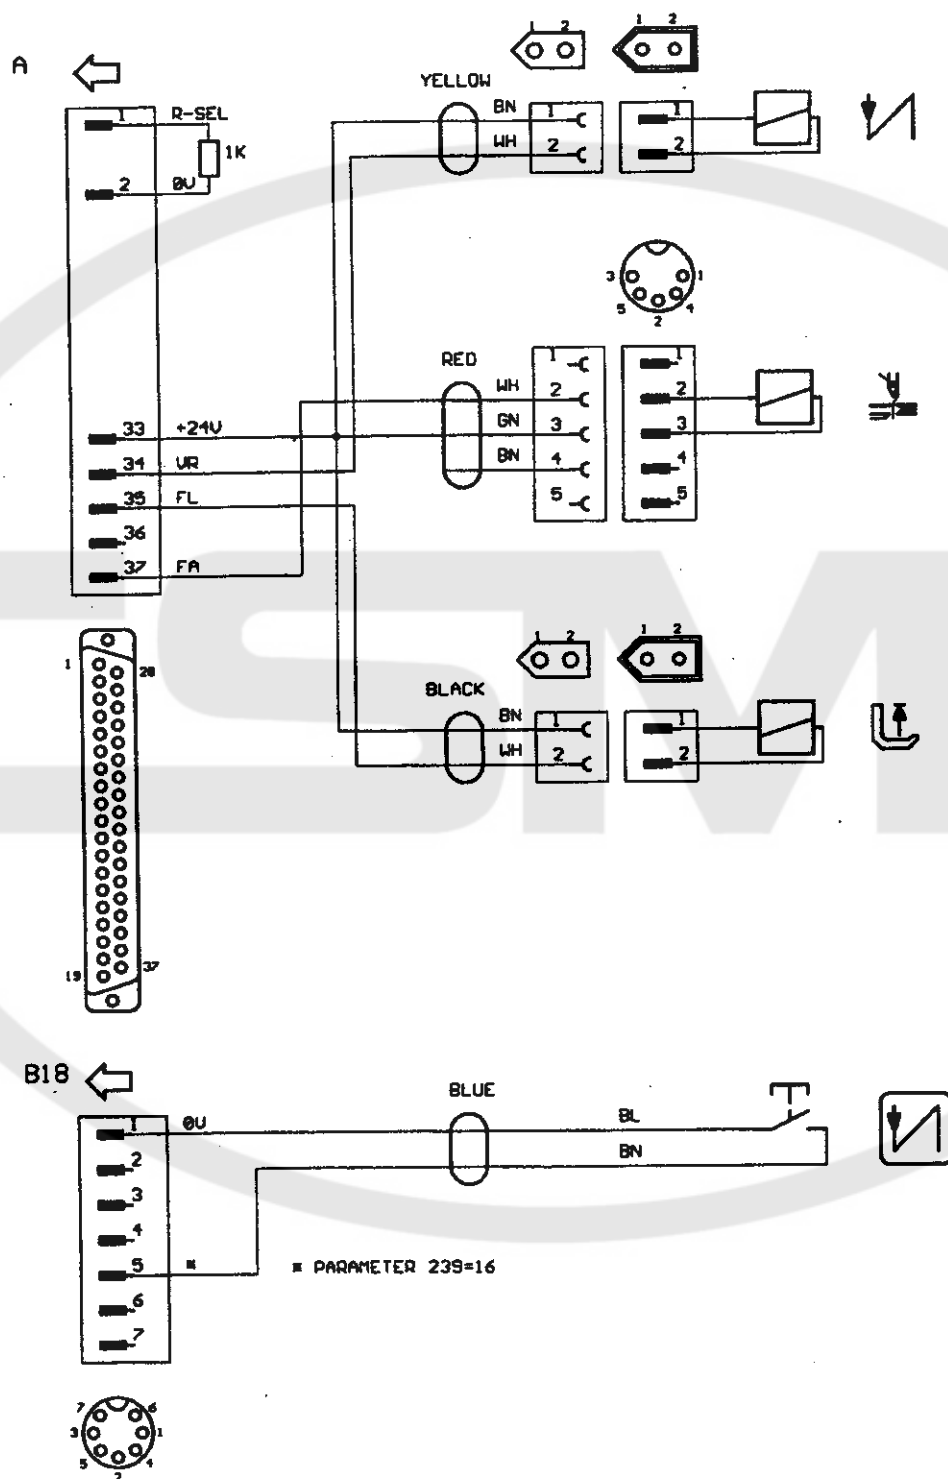 A
1 2
1 2
YELLOW
1 R-SEL
1K
2 0V
BN 1
WH 2
1
2
3 1
5 4
2
RED
1
WH 2
GN 3
BN 4
5
1
2
3
4
5
33 +24V
34 VR
35 FL
36
37 FA
1 20
19 37
1 2
1 2
BLACK
BN 1
WH 2
1
2
ESM
B18
BLUE
1 0V
BL
2
BN
3
4
5 *
* PARAMETER 239=16
6
7
7 6
3 1
5 4
2